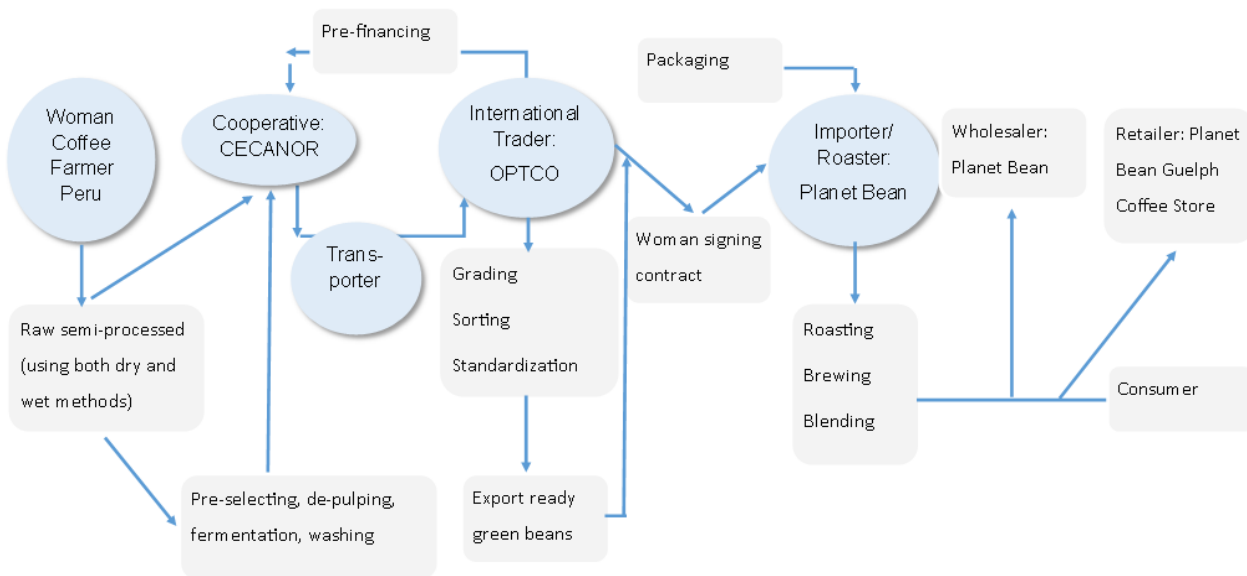 Pre-financing
Packaging
Woman
Coffee
Farmer
Peru
Cooperative:
CECANOR
International
Trader:
OPTCO
Importer/
Roaster:
Planet Bean
Wholesaler:
Planet Bean
Retailer: Planet
Bean Guelph
Coffee Store
Trans-
porter
Woman signing
contract
Raw semi-processed
(using both dry and
wet methods)
Grading
Sorting
Standardization
Roasting
Brewing
Blending
Consumer
Pre-selecting, de-pulping,
fermentation, washing
Export ready
green beans